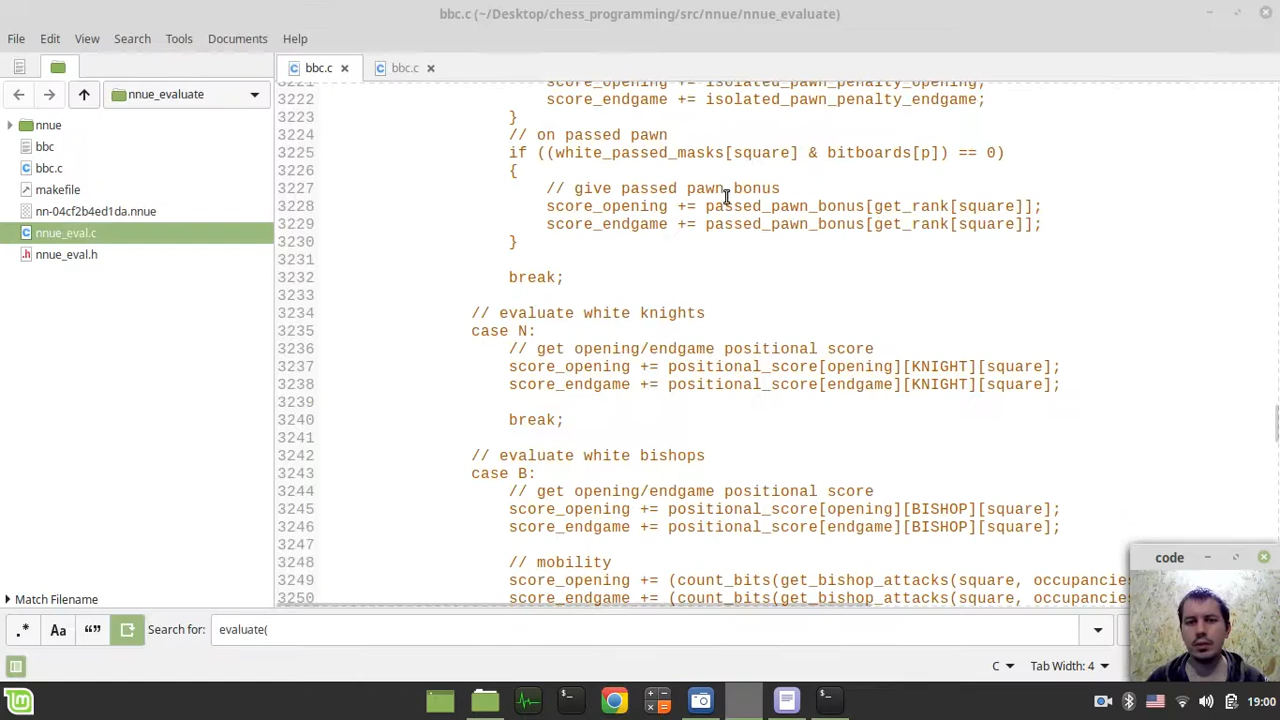 bbc.c (~/Desktop/chess_programming/src/nnue/nnue_evaluate)
File Edit View Search Tools Documents Help
bbc.c
bbc.c
nnue_evaluate
nnue
bbc
bbc.c
makefile
nn-04cf2b4ed1da.nnue
nnue_eval.c
nnue_eval.h
3221 score_opening += isolated_pawn_penalty_opening;
3222 score_endgame += isolated_pawn_penalty_endgame;
3223 }
3224 // on passed pawn
3225 if ((white_passed_masks[square] & bitboards[p]) == 0)
3226 {
3227 // give passed pawn bonus
3228 score_opening += passed_pawn_bonus[get_rank[square]];
3229 score_endgame += passed_pawn_bonus[get_rank[square]];
3230 }
3231
3232 break;
3233
3234 // evaluate white knights
3235 case N:
3236 // get opening/endgame positional score
3237 score_opening += positional_score[opening][KNIGHT][square];
3238 score_endgame += positional_score[endgame][KNIGHT][square];
3239
3240 break;
3241
3242 // evaluate white bishops
3243 case B:
3244 // get opening/endgame positional score
3245 score_opening += positional_score[opening][BISHOP][square];
3246 score_endgame += positional_score[endgame][BISHOP][square];
3247
3248 // mobility
3249 score_opening += (count_bits(get_bishop_attacks(square, occupancies
3250 score_endgame += (count_bits(get_bishop_attacks(square, occupancies
code
Match Filename
.* Aa “” Search for: evaluate(
C Tab Width: 4
19:00